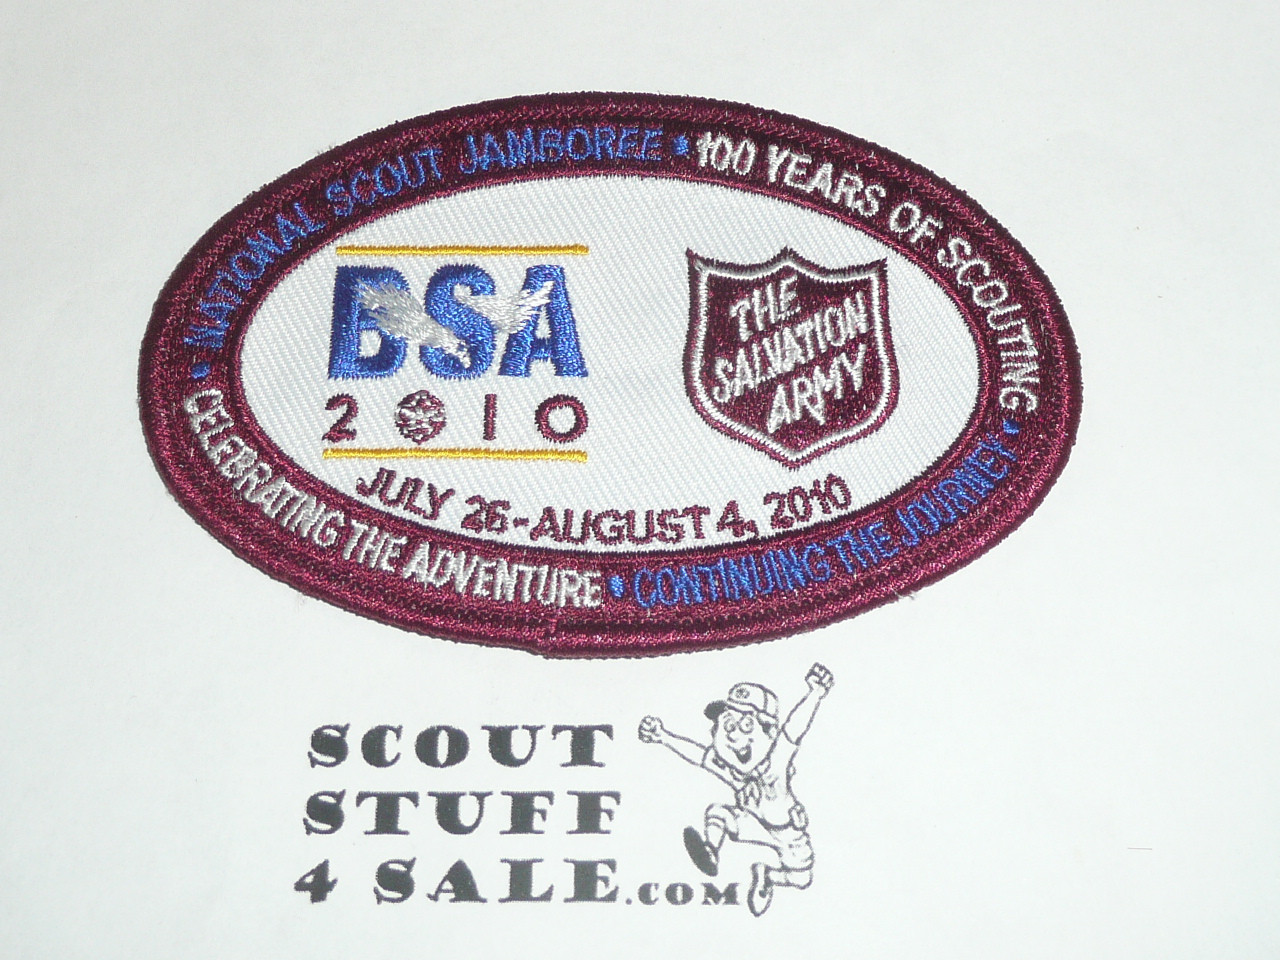 • NATIONAL SCOUT JAMBOREE • 100 YEARS OF SCOUTING
BSA
2010
THE
SALVATION
ARMY
JULY 26 - AUGUST 4, 2010
CELEBRATING THE ADVENTURE • CONTINUING THE JOURNEY •
SCOUT
STUFF
4 SALE.COM